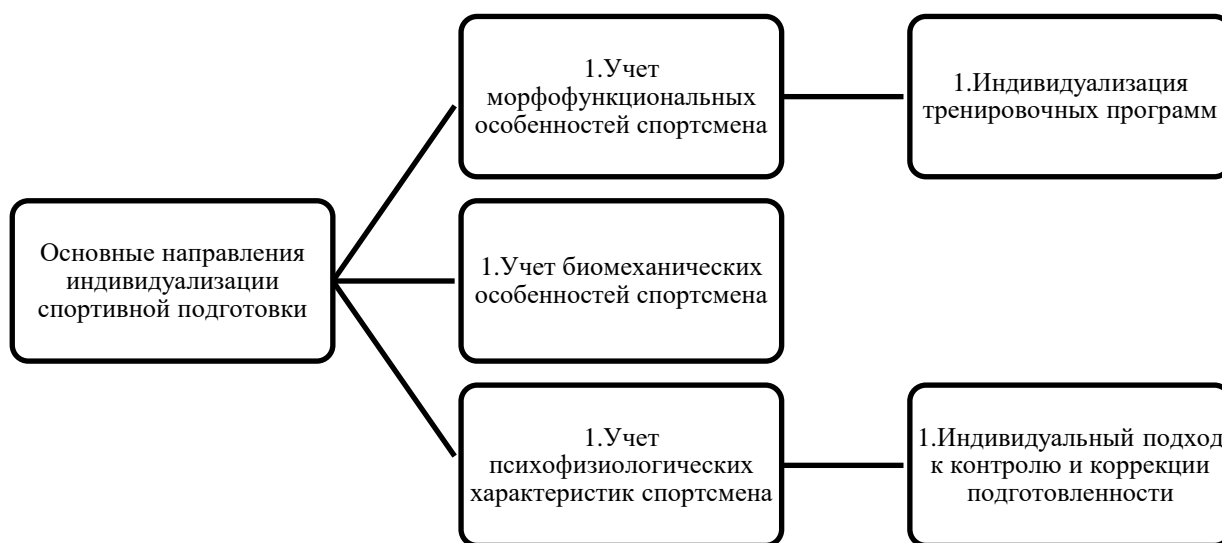 Основные направления
индивидуализации
спортивной подготовки
1.Учет
морфофункциональных
особенностей спортсмена
1.Индивидуализация
тренировочных программ
1.Учет биомеханических
особенностей спортсмена
1.Учет
психофизиологических
характеристик спортсмена
1.Индивидуальный подход
к контролю и коррекции
подготовленности